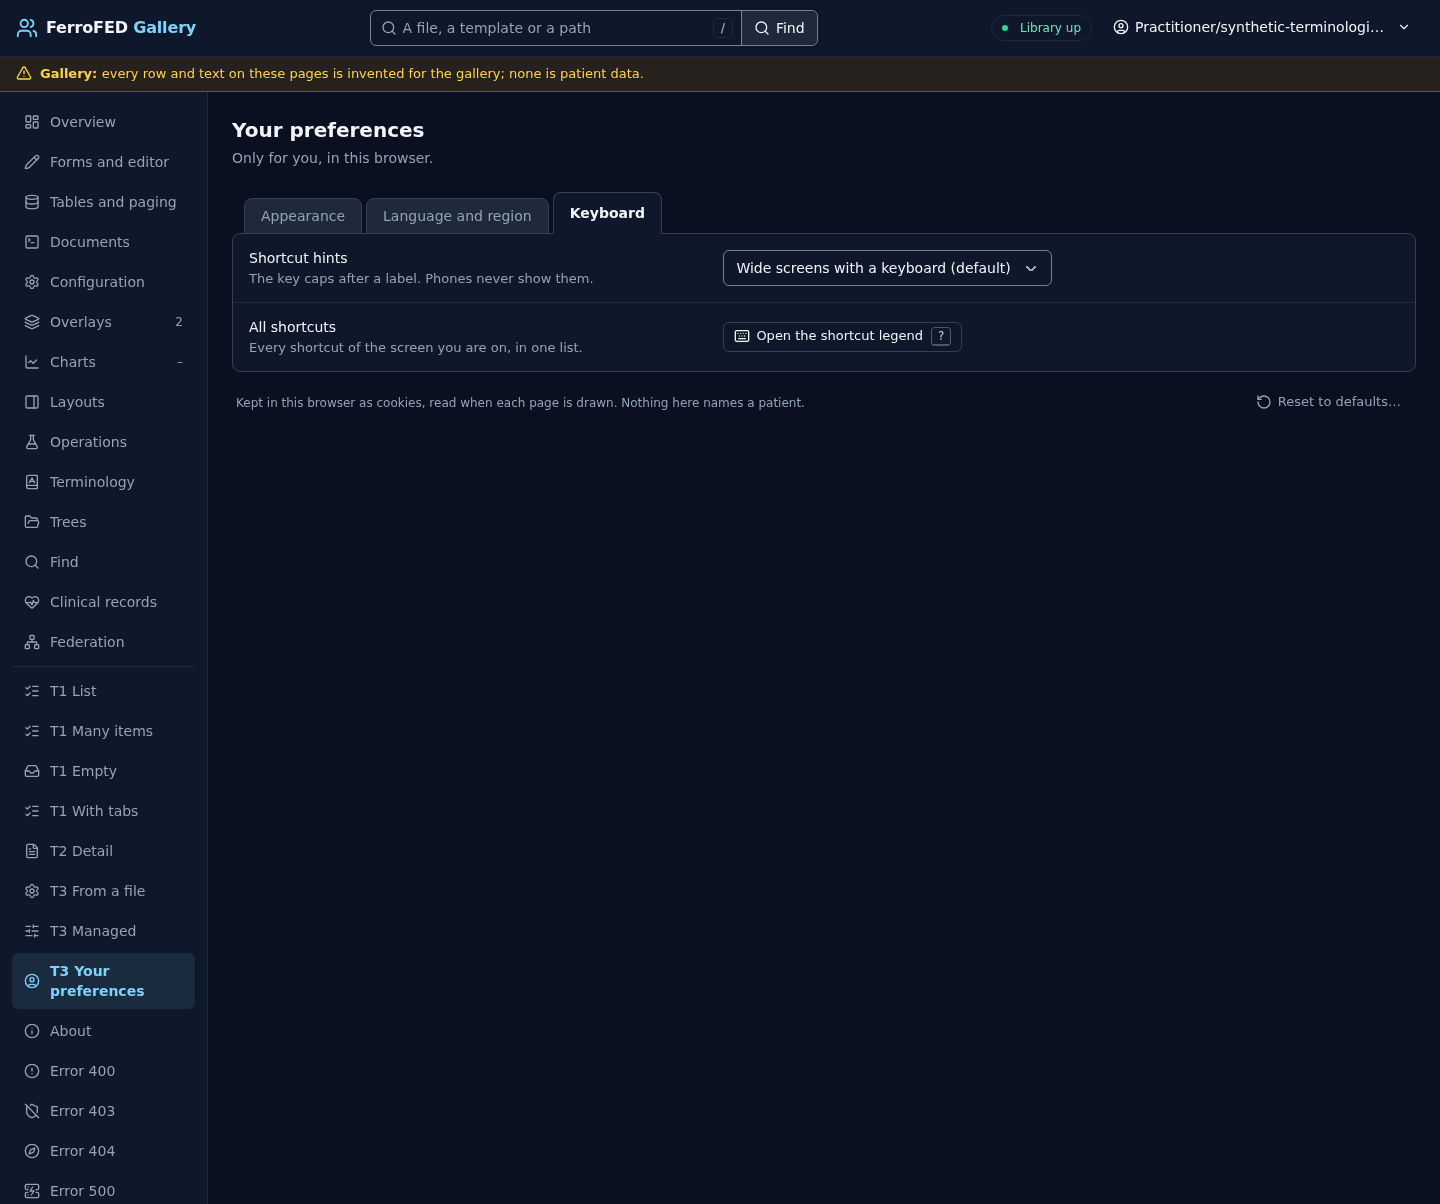 FerroFED Gallery
A file, a template or a path
/
Find
Library up
Practitioner/synthetic-terminologi…
Gallery: every row and text on these pages is invented for the gallery; none is patient data.
Overview
Forms and editor
Tables and paging
Documents
Configuration
Overlays 2
Charts –
Layouts
Operations
Terminology
Trees
Find
Clinical records
Federation
T1 List
T1 Many items
T1 Empty
T1 With tabs
T2 Detail
T3 From a file
T3 Managed
T3 Your
preferences
About
Error 400
Error 403
Error 404
Error 500
Your preferences
Only for you, in this browser.
Appearance
Language and region
Keyboard
Shortcut hints
The key caps after a label. Phones never show them.
Wide screens with a keyboard (default)
All shortcuts
Every shortcut of the screen you are on, in one list.
Open the shortcut legend ?
Kept in this browser as cookies, read when each page is drawn. Nothing here names a patient.
Reset to defaults…